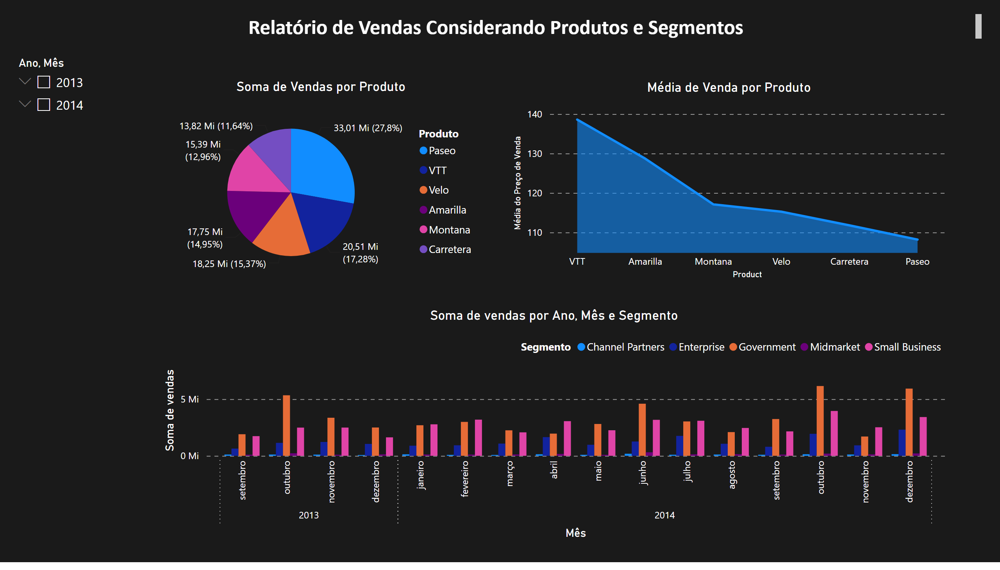 Relatório de Vendas Considerando Produtos e Segmentos
Ano, Mês
2013
2014
Soma de Vendas por Produto
13,82 Mi (11,64%)
33,01 Mi (27,8%)
15,39 Mi
(12,96%)
17,75 Mi
(14,95%)
20,51 Mi
(17,28%)
18,25 Mi (15,37%)
Produto
Paseo
VTT
Velo
Amarilla
Montana
Carretera
Média de Venda por Produto
Média do Preço de Venda
140
130
120
110
VTT Amarilla Montana Velo Carretera Paseo
Product
Soma de vendas por Ano, Mês e Segmento
Segmento Channel Partners Enterprise Government Midmarket Small Business
Soma de vendas
5 Mi
0 Mi
setembro outubro novembro dezembro janeiro fevereiro março abril maio junho julho agosto setembro outubro novembro dezembro
2013 2014
Mês